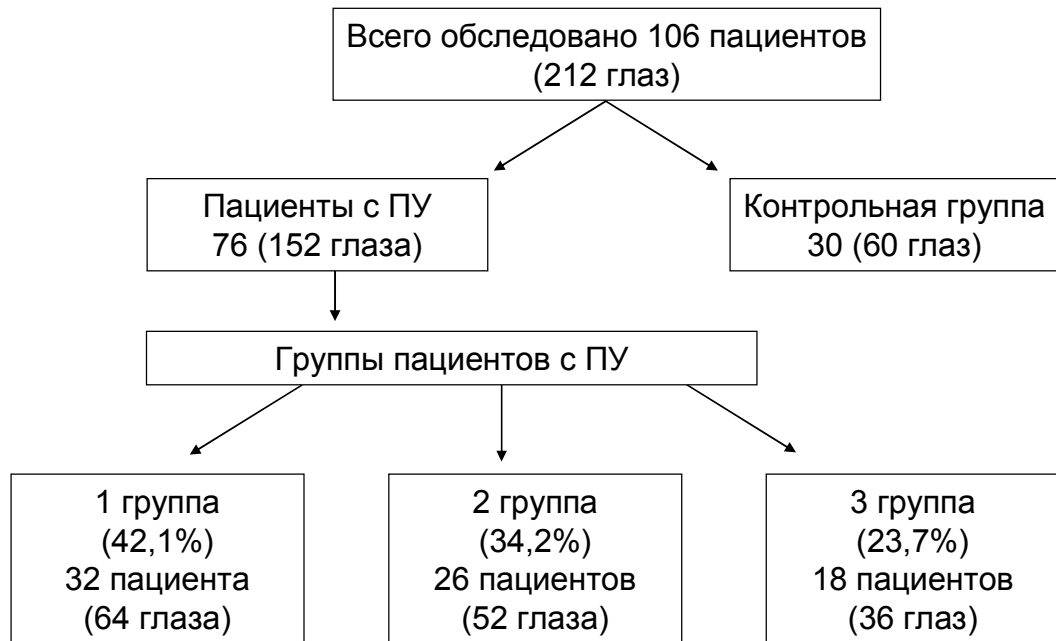 Всего обследовано 106 пациентов
(212 глаз)
Пациенты с ПУ
76 (152 глаза)
Контрольная группа
30 (60 глаз)
Группы пациентов с ПУ
1 группа
(42,1%)
32 пациента
(64 глаза)
2 группа
(34,2%)
26 пациентов
(52 глаза)
3 группа
(23,7%)
18 пациентов
(36 глаз)